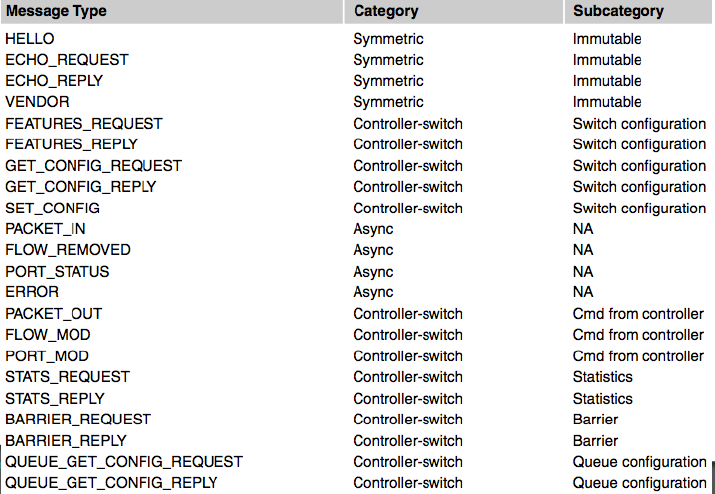 Message Type Category Subcategory
HELLO Symmetric Immutable
ECHO_REQUEST Symmetric Immutable
ECHO_REPLY Symmetric Immutable
VENDOR Symmetric Immutable
FEATURES_REQUEST Controller-switch Switch configuration
FEATURES_REPLY Controller-switch Switch configuration
GET_CONFIG_REQUEST Controller-switch Switch configuration
GET_CONFIG_REPLY Controller-switch Switch configuration
SET_CONFIG Controller-switch Switch configuration
PACKET_IN Async NA
FLOW_REMOVED Async NA
PORT_STATUS Async NA
ERROR Async NA
PACKET_OUT Controller-switch Cmd from controller
FLOW_MOD Controller-switch Cmd from controller
PORT_MOD Controller-switch Cmd from controller
STATS_REQUEST Controller-switch Statistics
STATS_REPLY Controller-switch Statistics
BARRIER_REQUEST Controller-switch Barrier
BARRIER_REPLY Controller-switch Barrier
QUEUE_GET_CONFIG_REQUEST Controller-switch Queue configuration
QUEUE_GET_CONFIG_REPLY Controller-switch Queue configuration